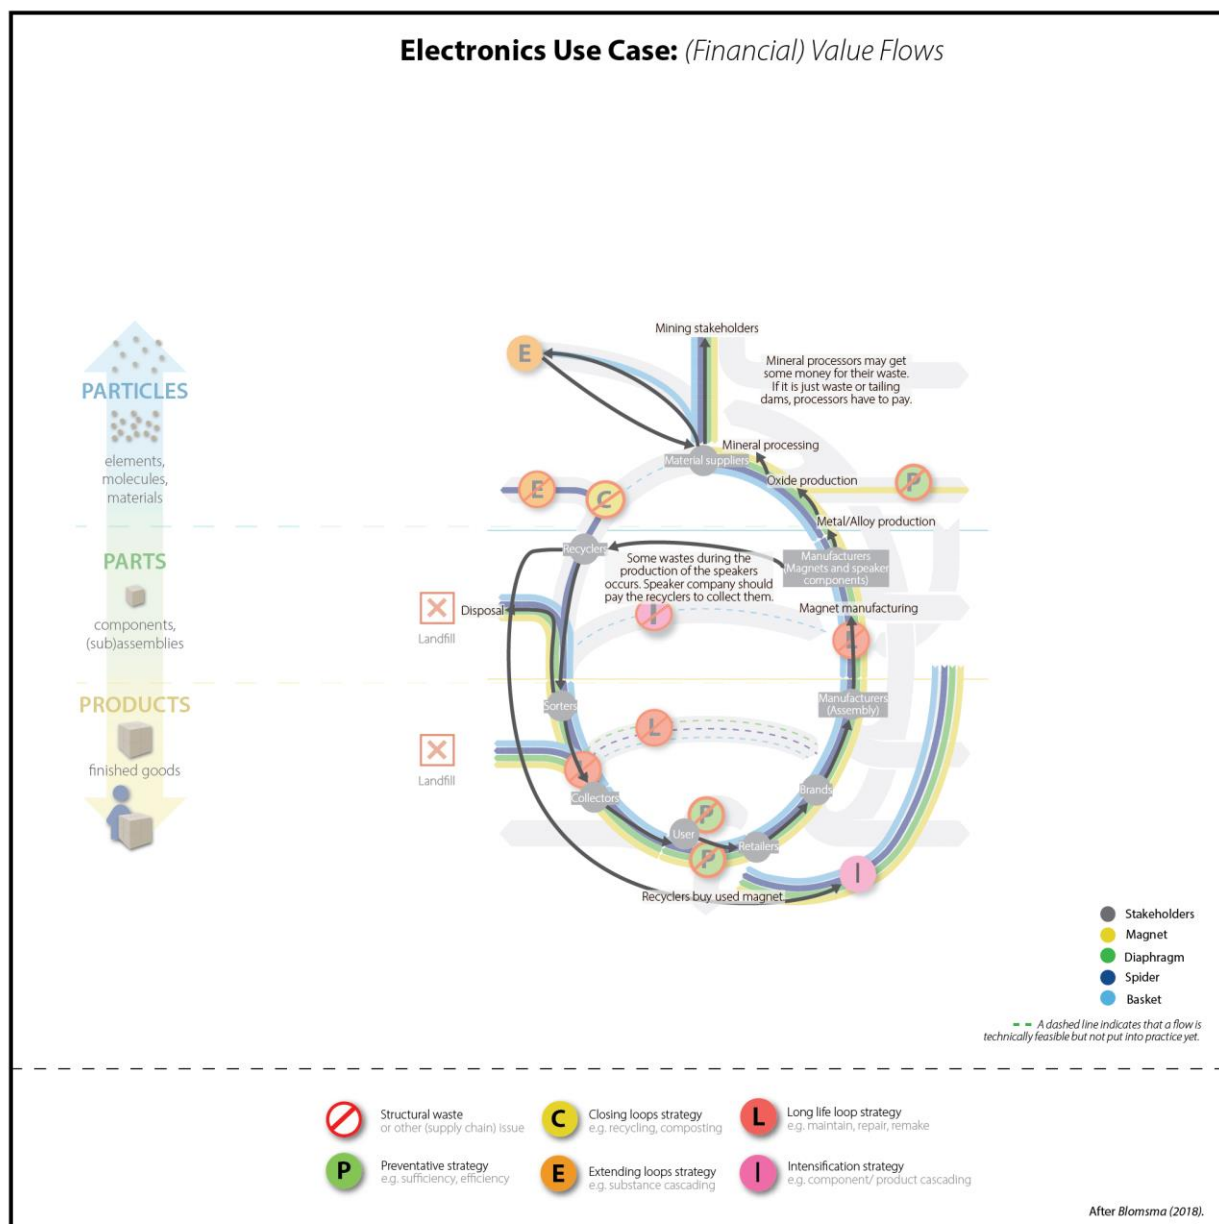 Electronics Use Case: (Financial) Value Flows
Mining stakeholders
E
Mineral processors may get
some money for their waste.
If it is just waste or tailing
dams, processors have to pay.
PARTICLES
elements,
molecules,
materials
Mineral processing
Material suppliers
Oxide production
P
E
C
Metal/Alloy production
PARTS
components,
(sub)assemblies
Recyclers
Some wastes during the
production of the speakers
occurs. Speaker company should
pay the recyclers to collect them.
Manufacturers
(Magnets and speaker
components)
Magnet manufacturing
Disposal
Landfill
I
L
PRODUCTS
finished goods
Sorters
Manufacturers
(Assembly)
L
Landfill
Collectors
Brands
P
User
Retailers
P
I
Recyclers buy used magnet.
Stakeholders
Magnet
Diaphragm
Spider
Basket
A dashed line indicates that a flow is
technically feasible but not put into practice yet.
Structural waste
or other (supply chain) issue
C
Closing loops strategy
e.g. recycling, composting
L
Long life loop strategy
e.g. maintain, repair, remake
P
Preventative strategy
e.g. sufficiency, efficiency
E
Extending loops strategy
e.g. substance cascading
I
Intensification strategy
e.g. component/ product cascading
After Blomsma (2018).